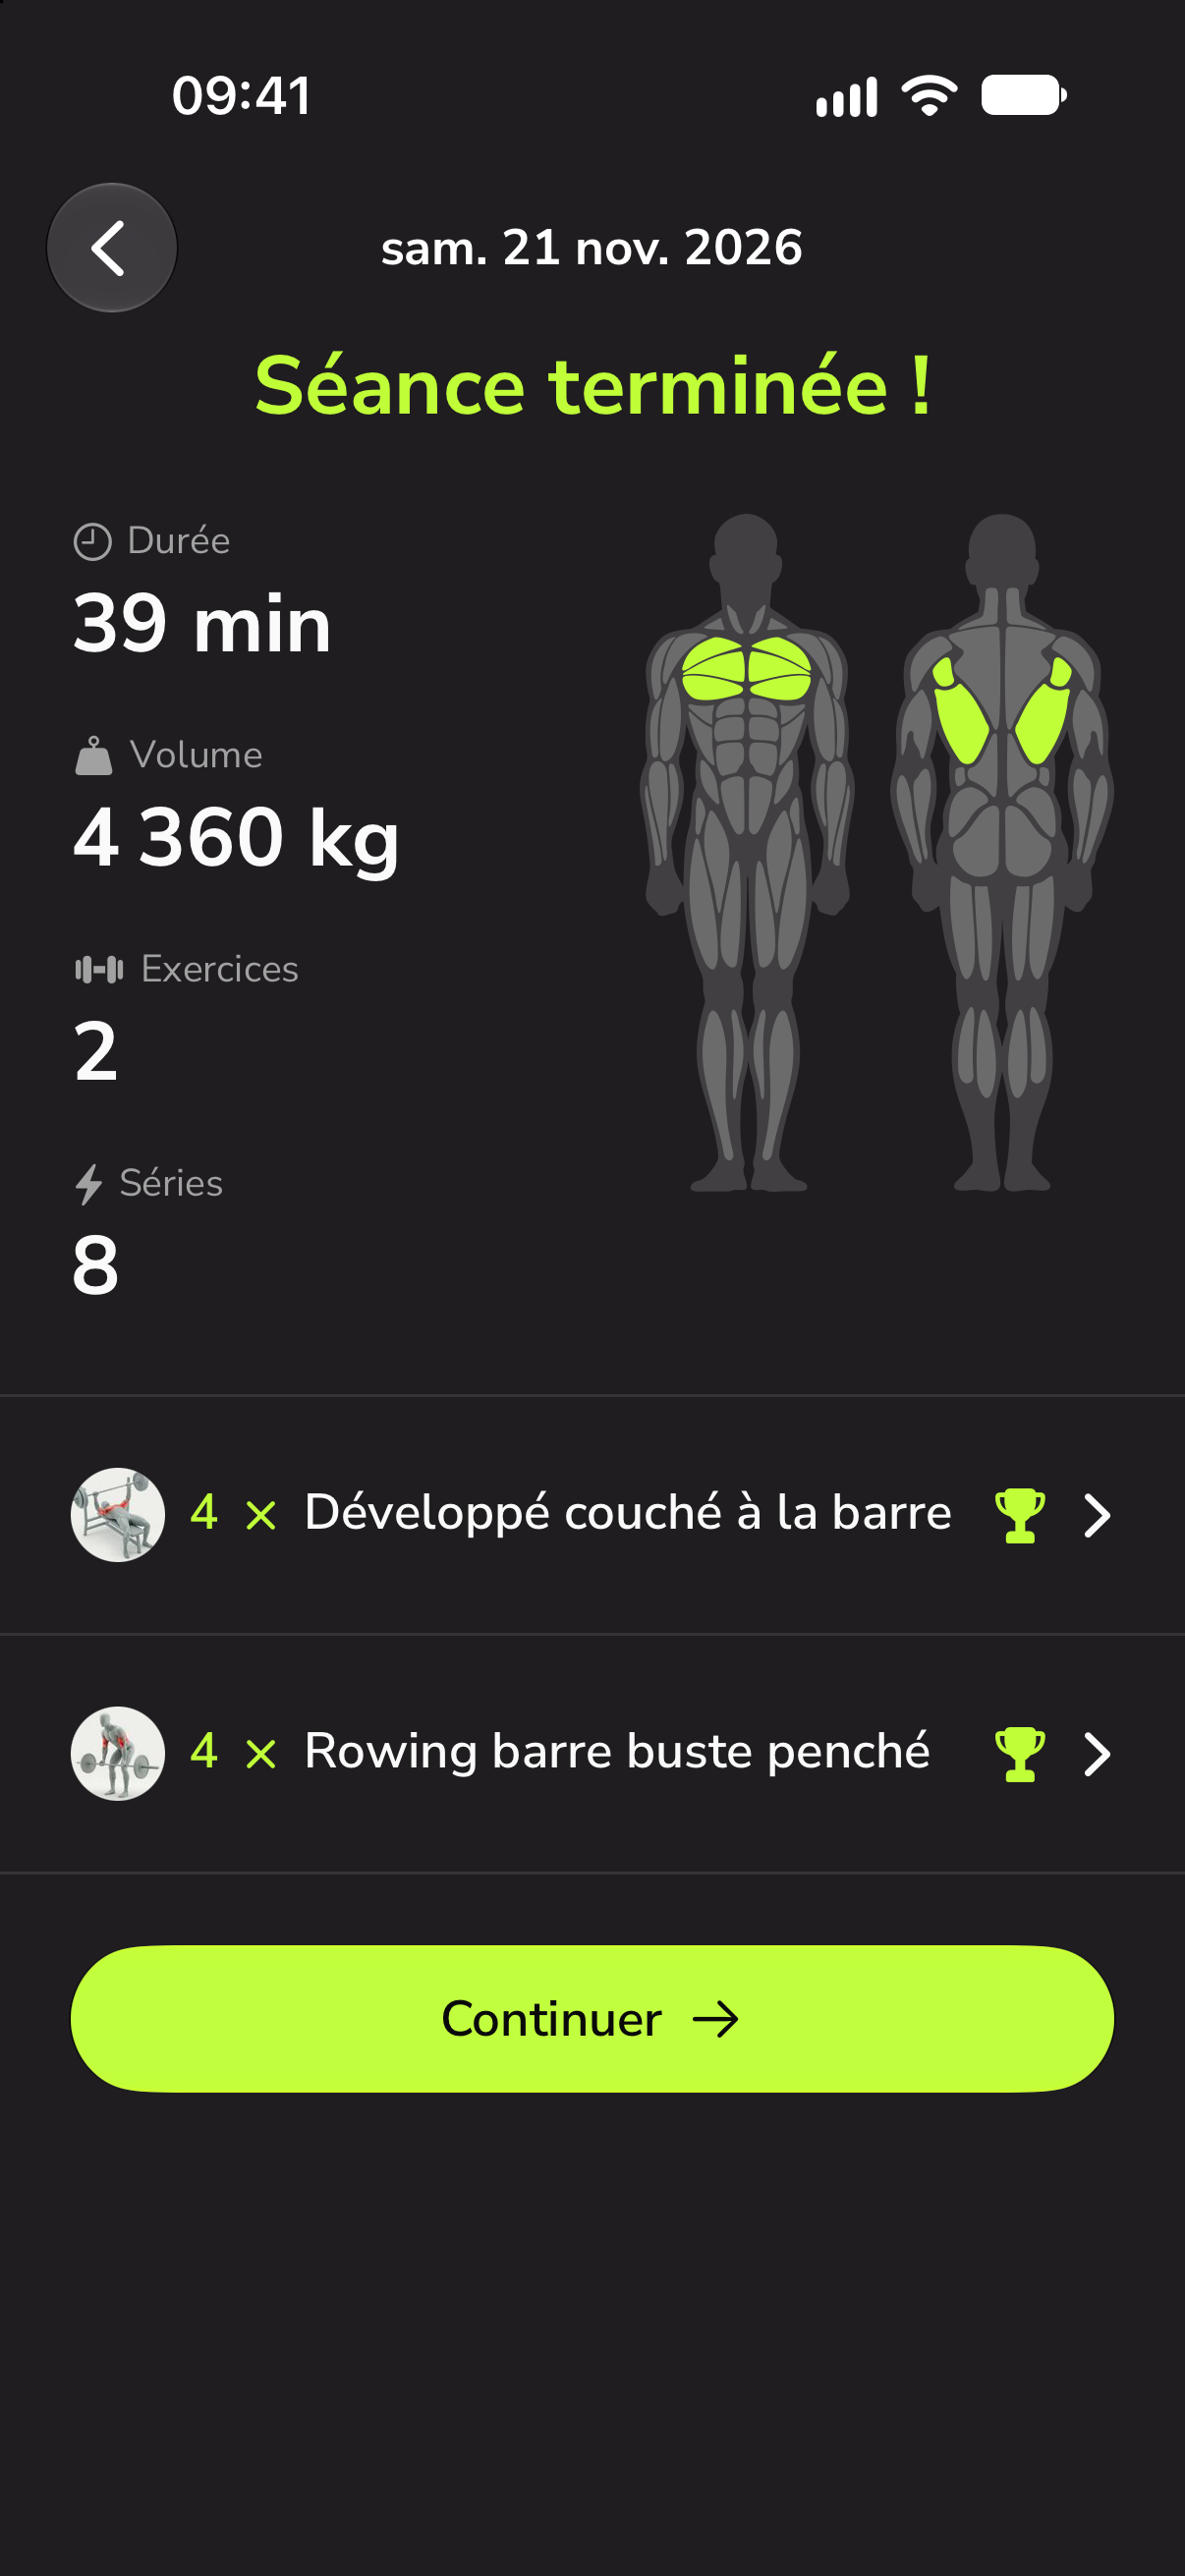 09:41
sam. 21 nov. 2026
Séance terminée !
Durée
39 min
Volume
4 360 kg
Exercices
2
Séries
8
4 × Développé couché à la barre
4 × Rowing barre buste penché
Continuer →